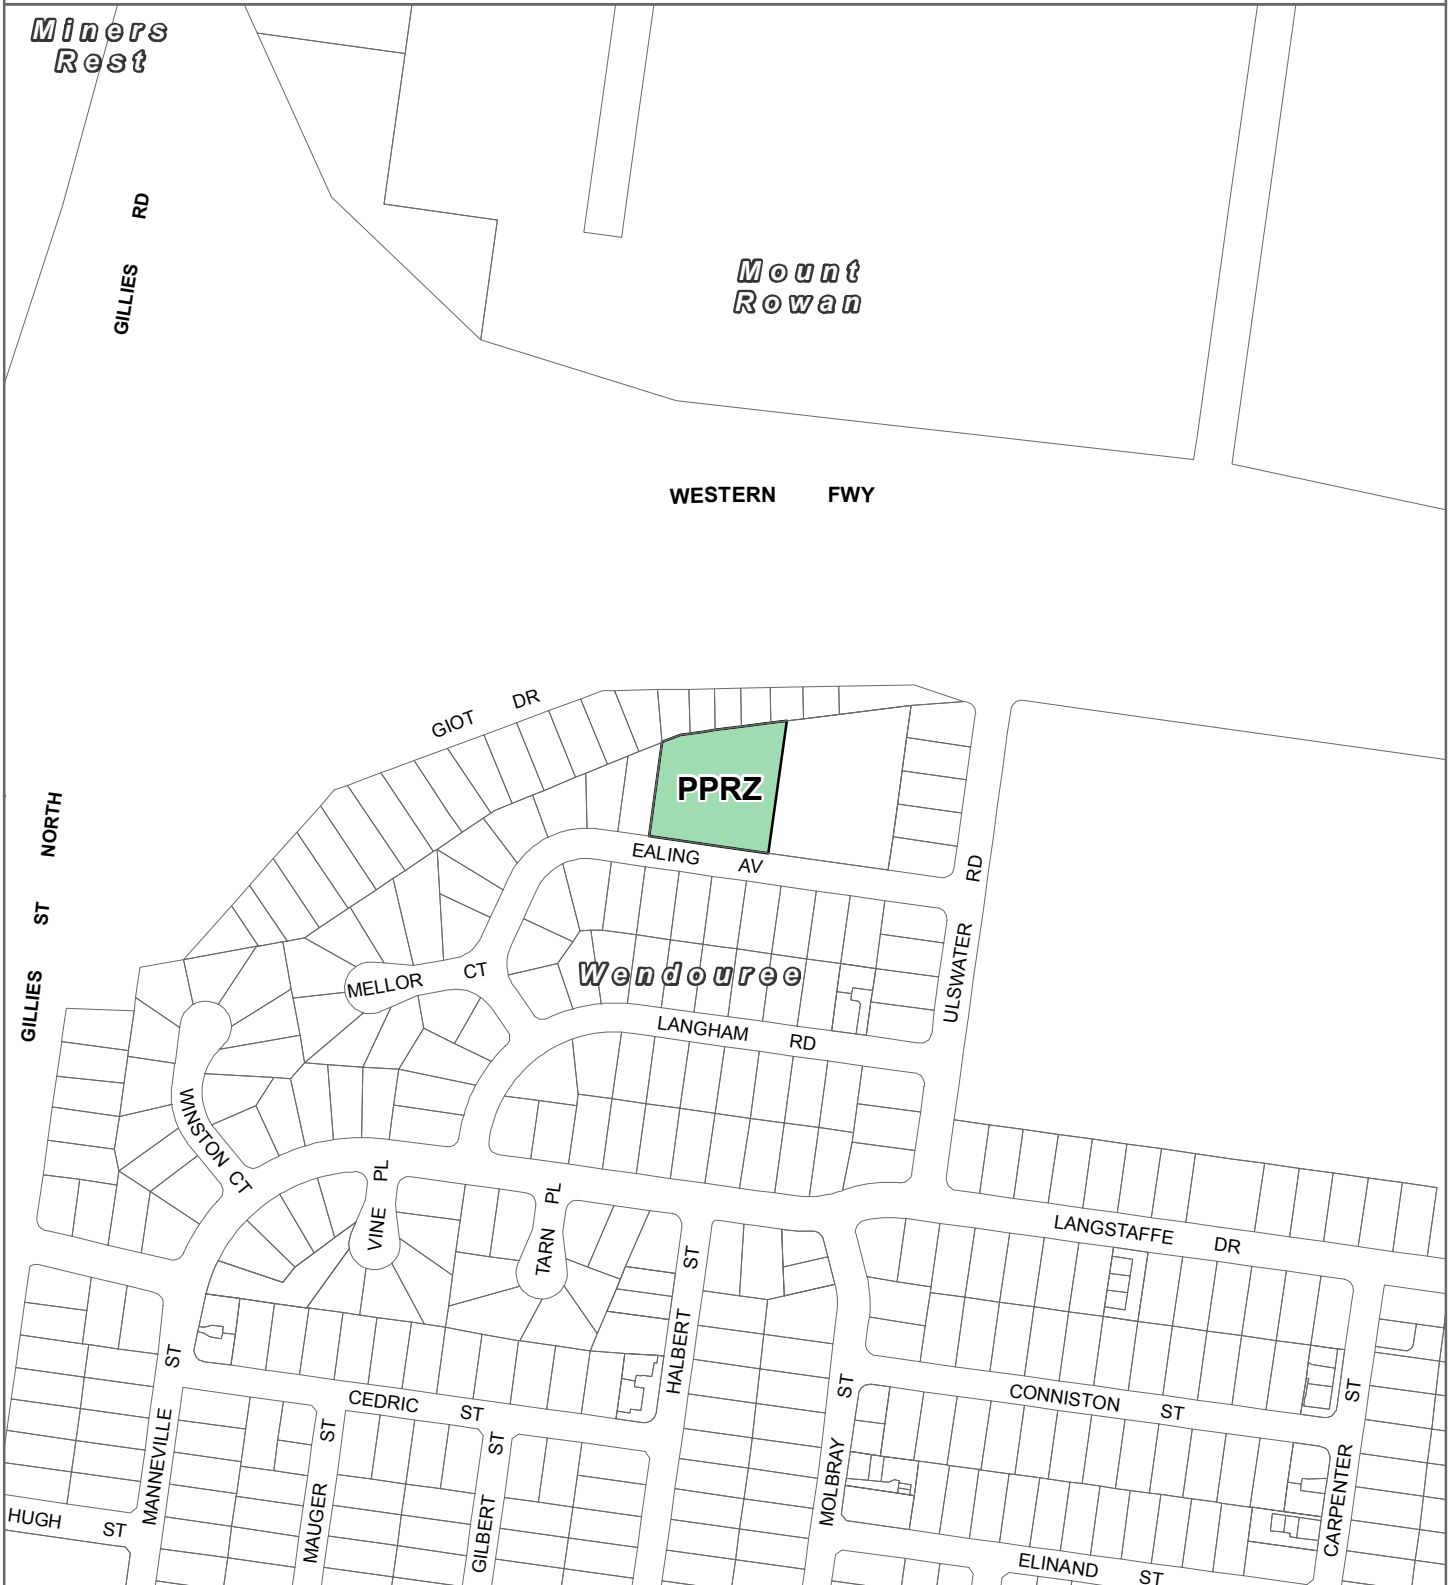 Miners
Rest
GILLIES RD
Mount
Rowan
WESTERN FWY
GIOT DR
PPRZ
GILLIES ST NORTH
EALING AV
ULSWATER RD
MELLOR CT
Wendouree
LANGHAM RD
WINSTON CT
VINE PL
TARN PL
LANGSTAFFE DR
HALBERT ST
MANNEVILLE ST
CEDRIC ST
CONNISTON ST
MOLBRAY ST
CARPENTER ST
MAUGER ST
GILBERT ST
HUGH ST
ELINAND ST